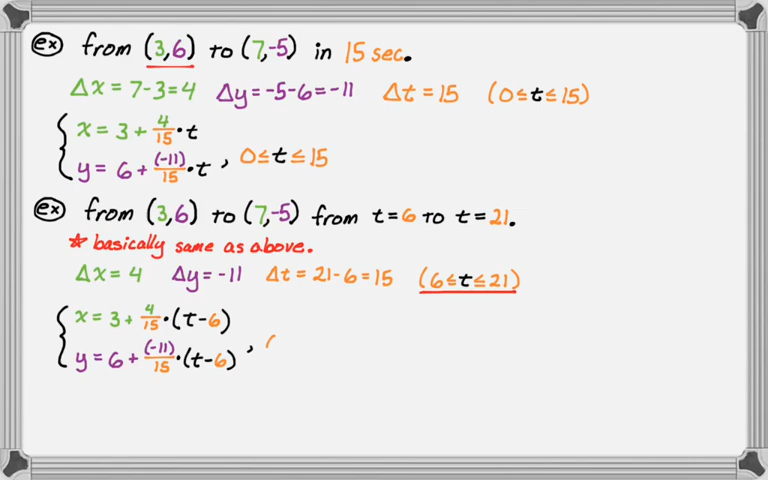 ex from (3,6) to (7,-5) in 15 sec.
Δx = 7-3=4 Δy = -5-6=-11 Δt = 15 (0≤t≤15)
{ x = 3 + 4/15 • t
y = 6 + (-11)/15 • t , 0≤t≤15
ex from (3,6) to (7,-5) from t=6 to t=21.
* basically same as above.
Δx = 4 Δy = -11 Δt = 21-6=15 (6≤t≤21)
{ x = 3 + 4/15 • (t-6)
y = 6 + (-11)/15 • (t-6) ,